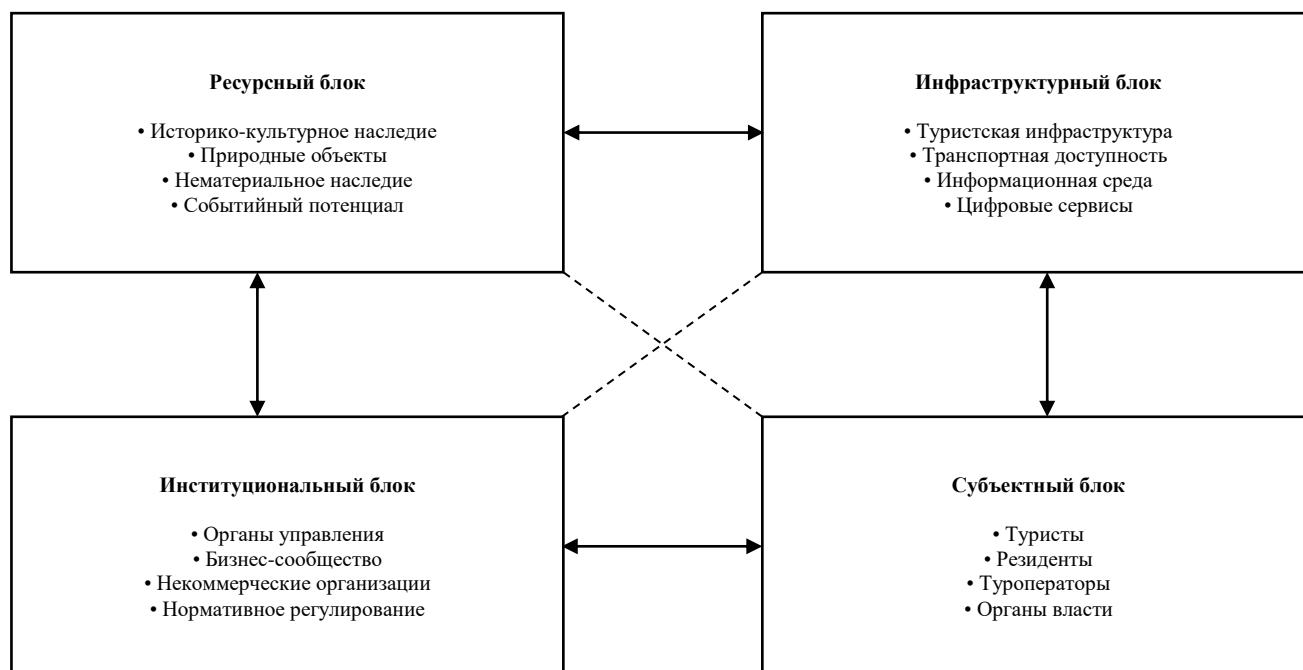 Ресурсный блок
• Историко-культурное наследие
• Природные объекты
• Нематериальное наследие
• Событийный потенциал
Инфраструктурный блок
• Туристская инфраструктура
• Транспортная доступность
• Информационная среда
• Цифровые сервисы
Институциональный блок
• Органы управления
• Бизнес-сообщество
• Некоммерческие организации
• Нормативное регулирование
Субъектный блок
• Туристы
• Резиденты
• Туроператоры
• Органы власти